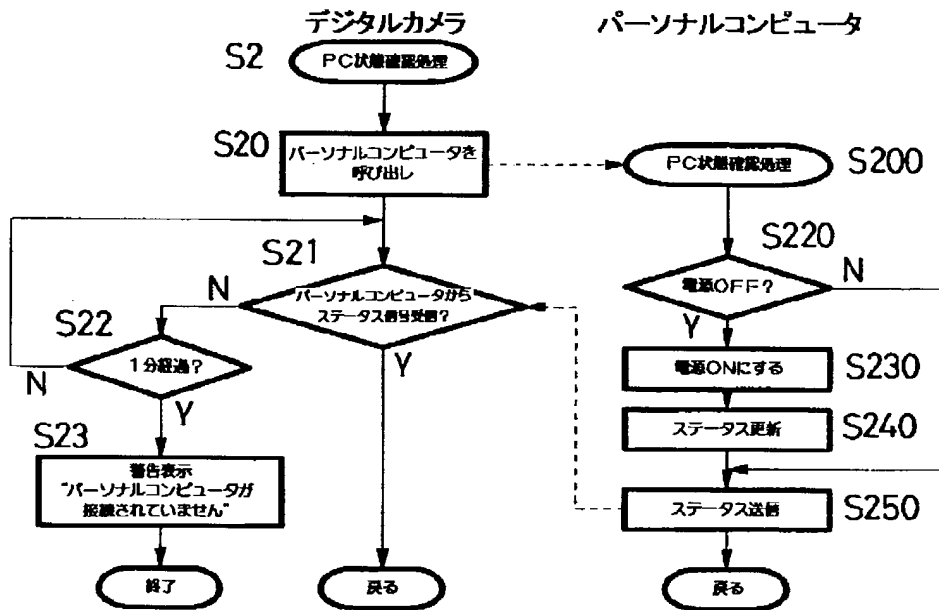 デジタルカメラ
パーソナルコンピュータ
S2
PC状態確認処理
S20
パーソナルコンピュータを
呼び出し
PC状態確認処理
S200
S220
電源OFF?
N
Y
S21
パーソナルコンピュータから
ステータス信号受信?
N
Y
S22
1分経過?
N
Y
電源ONにする
S230
ステータス更新
S240
S23
警告表示
"パーソナルコンピュータが
接続されていません"
ステータス送信
S250
終了
戻る
戻る